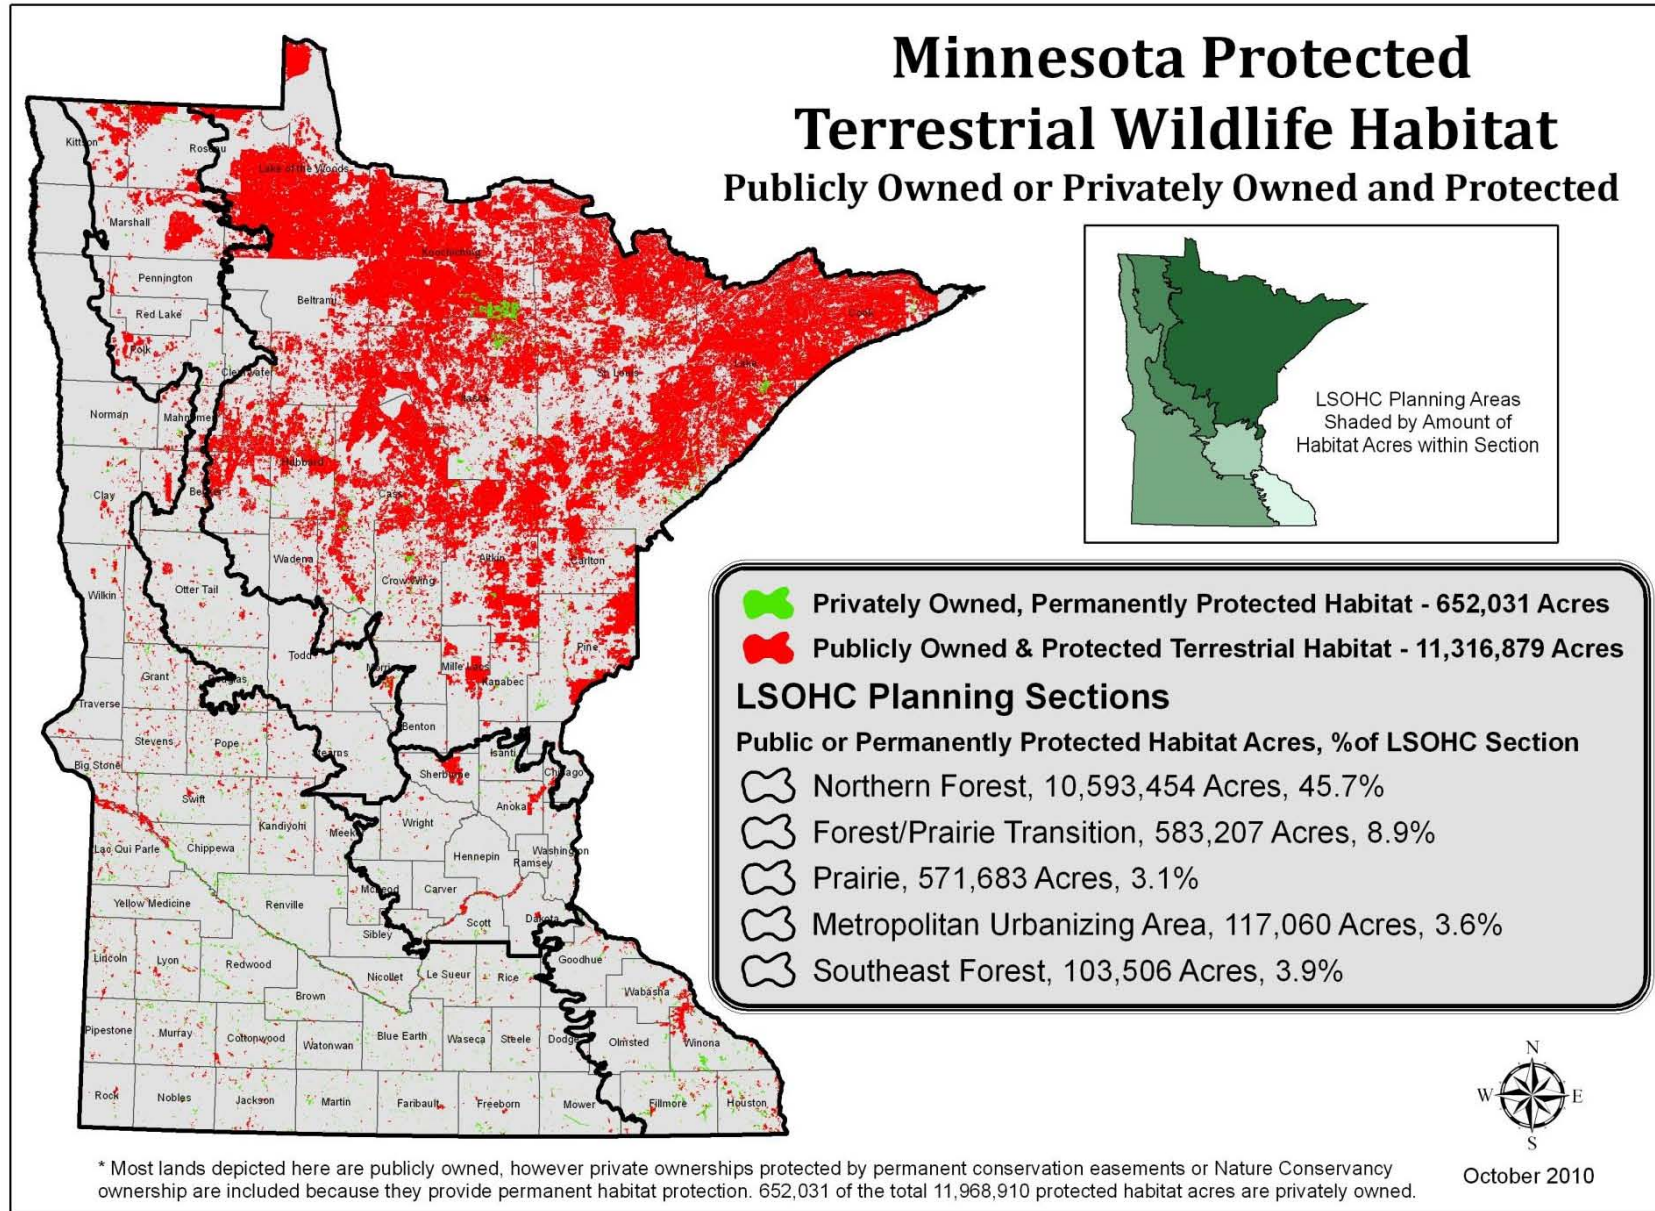 Minnesota Protected
Terrestrial Wildlife Habitat
Publicly Owned or Privately Owned and Protected
LSOHC Planning Areas
Shaded by Amount of
Habitat Acres within Section
Privately Owned, Permanently Protected Habitat - 652,031 Acres
Publicly Owned & Protected Terrestrial Habitat - 11,316,879 Acres
LSOHC Planning Sections
Public or Permanently Protected Habitat Acres, %of LSOHC Section
Northern Forest, 10,593,454 Acres, 45.7%
Forest/Prairie Transition, 583,207 Acres, 8.9%
Prairie, 571,683 Acres, 3.1%
Metropolitan Urbanizing Area, 117,060 Acres, 3.6%
Southeast Forest, 103,506 Acres, 3.9%
Kittson
Roseau
Lake of the Woods
Marshall
Koochiching
Pennington
Beltrami
Red Lake
Cook
Polk
Clearwater
St. Louis
Lake
Itasca
Norman
Mahnomen
Hubbard
Clay
Becker
Cass
Wadena
Aitkin
Carlton
Crow Wing
Otter Tail
Wilkin
Todd
Pine
Morrison
Mille Lacs
Kanabec
Grant
Douglas
Traverse
Benton
Stevens
Pope
Stearns
Isanti
Big Stone
Sherburne
Chisago
Swift
Anoka
Kandiyohi
Meeker
Wright
Lac Qui Parle
Chippewa
Hennepin
Ramsey
Washington
McLeod
Carver
Yellow Medicine
Renville
Scott
Dakota
Sibley
Lincoln
Lyon
Redwood
Nicollet
Le Sueur
Rice
Goodhue
Brown
Wabasha
Pipestone
Murray
Cottonwood
Watonwan
Blue Earth
Waseca
Steele
Dodge
Olmsted
Winona
Rock
Nobles
Jackson
Martin
Faribault
Freeborn
Mower
Fillmore
Houston
N
W
E
S
October 2010
* Most lands depicted here are publicly owned, however private ownerships protected by permanent conservation easements or Nature Conservancy
ownership are included because they provide permanent habitat protection. 652,031 of the total 11,968,910 protected habitat acres are privately owned.